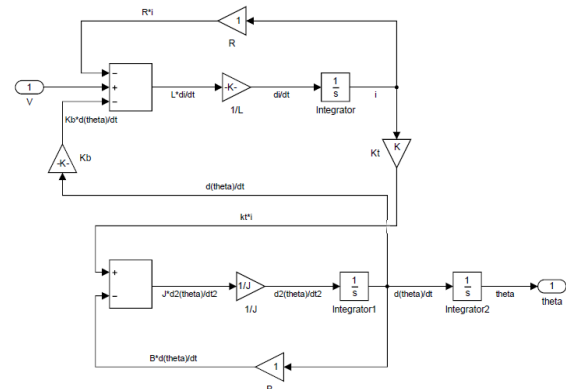 R*i
1
R
−
+
−
1
V
L*di/dt
-K-
1/L
di/dt
1
s
Integrator
i
Kb*d(theta)/dt
-K-
Kb
Kt
K
d(theta)/dt
kt*i
+
−
J*d2(theta)/dt2
1/J
1/J
d2(theta)/dt2
1
s
Integrator1
d(theta)/dt
1
s
Integrator2
theta
1
theta
B*d(theta)/dt
1